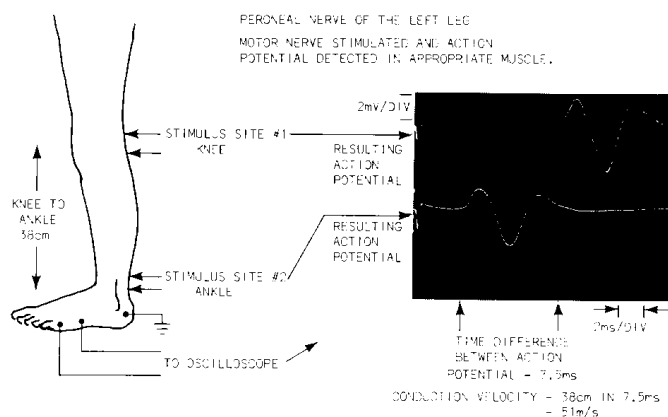 PERONEAL NERVE OF THE LEFT LEG
MOTOR NERVE STIMULATED AND ACTION
POTENTIAL DETECTED IN APPROPRIATE MUSCLE.
2mV/DIV
STIMULUS SITE #1
KNEE
RESULTING
ACTION
POTENTIAL
KNEE TO
ANKLE
38cm
RESULTING
ACTION
POTENTIAL
STIMULUS SITE #2
ANKLE
2ms/DIV
TO OSCILLOSCOPE
TIME DIFFERENCE
BETWEEN ACTION
POTENTIAL - 7.5ms
CONDUCTION VELOCITY - 38cm IN 7.5ms
- 51m/s